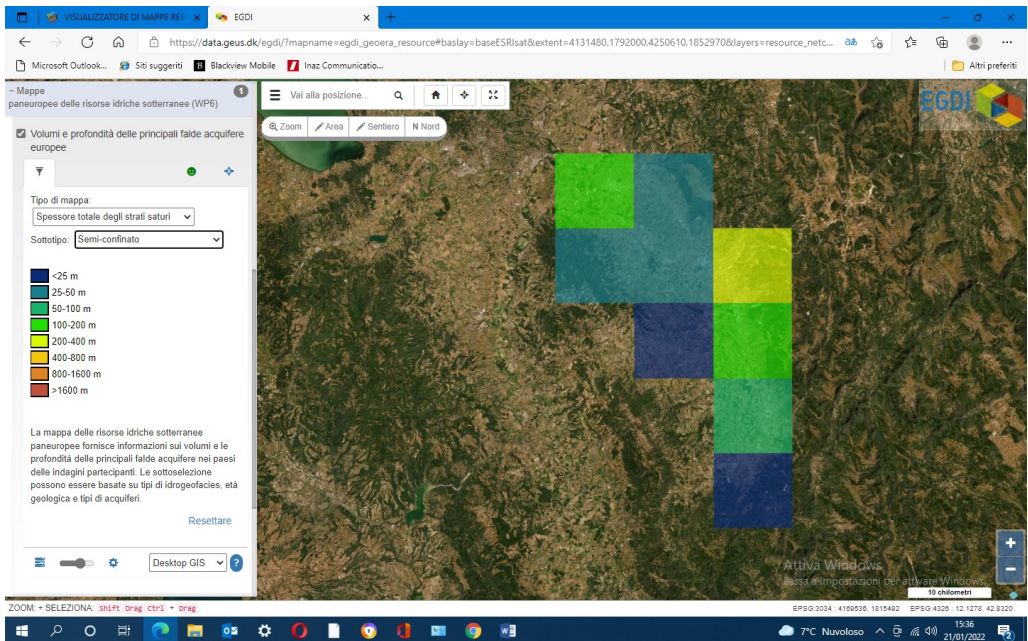 VISUALIZZATORE DI MAPPE RES
EGDI
https://data.geus.dk/egdi/?mapname=egdi_geoera_resource#baslay=baseESRIsat&extent=4131480,1792000,4250610,1852970&layers=resource_netc...
Microsoft Outlook...
Siti suggeriti
Blackview Mobile
Inaz Communicatio...
Altri preferiti
− Mappe
paneuropee delle risorse idriche sotterranee (WP6)
1
Volumi e profondità delle principali falde acquifere
europee
Tipo di mappa:
Spessore totale degli strati saturi
Sottotipo: Semi-confinato
<25 m
25-50 m
50-100 m
100-200 m
200-400 m
400-800 m
800-1600 m
>1600 m
La mappa delle risorse idriche sotterranee
paneuropee fornisce informazioni sui volumi e le
profondità delle principali falde acquifere nei paesi
delle indagini partecipanti. Le sottoselezione
possono essere basate su tipi di idrogeofacies, età
geologica e tipi di acquiferi.
Resettare
Desktop GIS
?
Vai alla posizione...
Zoom
Area
Sentiero
N Nord
EGDI
+
−
Attiva Windows
Passa a Impostazioni per attivare Windows.
10 chilometri
ZOOM: + SELEZIONA: Shift Drag Ctrl + Drag
EPSG:3034 : 4169536, 1815492
EPSG:4326 : 12.1278, 42.8320
7°C Nuvoloso
15:36
21/01/2022